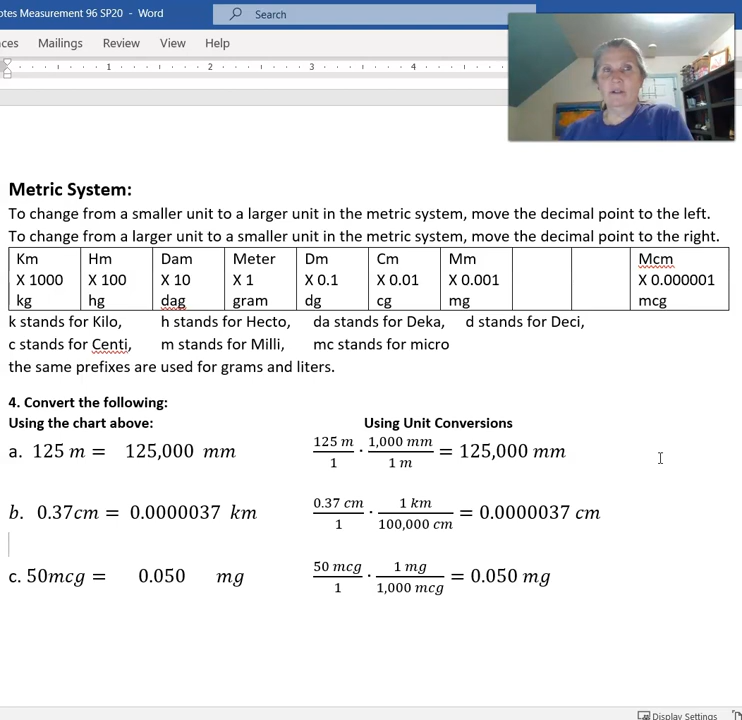 otes Measurement 96 SP20 - Word
Search
ces Mailings Review View Help
1 2 3 4
Metric System:
To change from a smaller unit to a larger unit in the metric system, move the decimal point to the left.
To change from a larger unit to a smaller unit in the metric system, move the decimal point to the right.
Km Hm Dam Meter Dm Cm Mm Mcm
X 1000 X 100 X 10 X 1 X 0.1 X 0.01 X 0.001 X 0.000001
kg hg dag gram dg cg mg mcg
k stands for Kilo, h stands for Hecto, da stands for Deka, d stands for Deci,
c stands for Centi, m stands for Milli, mc stands for micro
the same prefixes are used for grams and liters.
4. Convert the following:
Using the chart above: Using Unit Conversions
a. 125 m = 125,000 mm 125 m/1 · 1,000 mm/1 m = 125,000 mm
b. 0.37cm = 0.0000037 km 0.37 cm/1 · 1 km/100,000 cm = 0.0000037 cm
c. 50mcg = 0.050 mg 50 mcg/1 · 1 mg/1,000 mcg = 0.050 mg
Display Settings